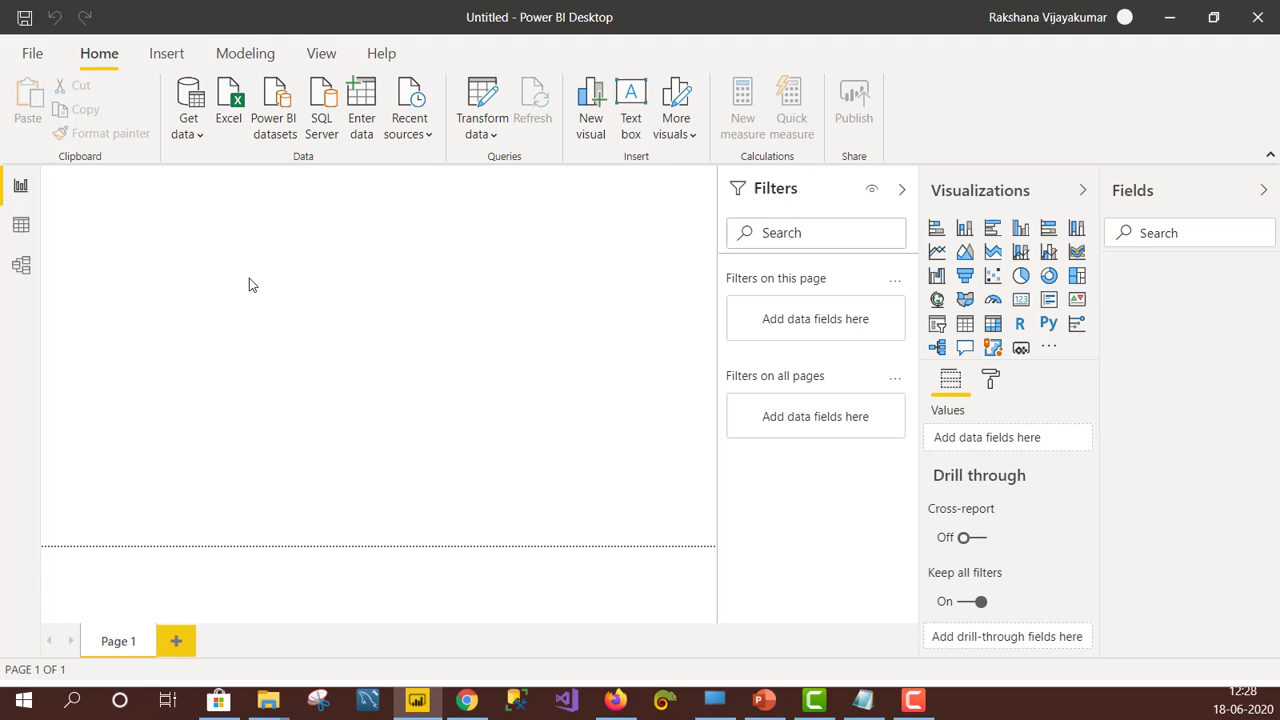 Untitled - Power BI Desktop
Rakshana Vijayakumar
File
Home
Insert
Modeling
View
Help
Paste
Cut
Copy
Format painter
Clipboard
Get data
Excel
Power BI datasets
SQL Server
Enter data
Recent sources
Data
Transform data
Refresh
Queries
New visual
A
Text box
More visuals
Insert
New measure
Quick measure
Calculations
Publish
Share
Filters
Search
Filters on this page
...
Add data fields here
Filters on all pages
...
Add data fields here
Visualizations
123
R
Py
...
Values
Add data fields here
Drill through
Cross-report
Off
Keep all filters
On
Add drill-through fields here
Fields
Search
Page 1
PAGE 1 OF 1
12:28
18-06-2020